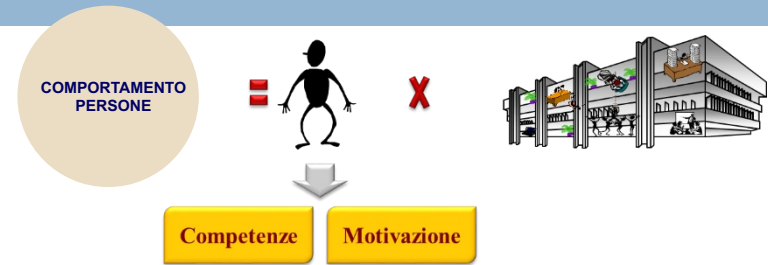 COMPORTAMENTO
PERSONE
=
X
Competenze
Motivazione